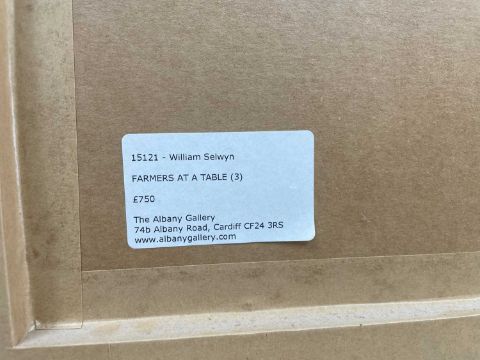 15121 - William Selwyn
FARMERS AT A TABLE (3)
£750
The Albany Gallery
74b Albany Road, Cardiff CF24 3RS
www.albanygallery.com